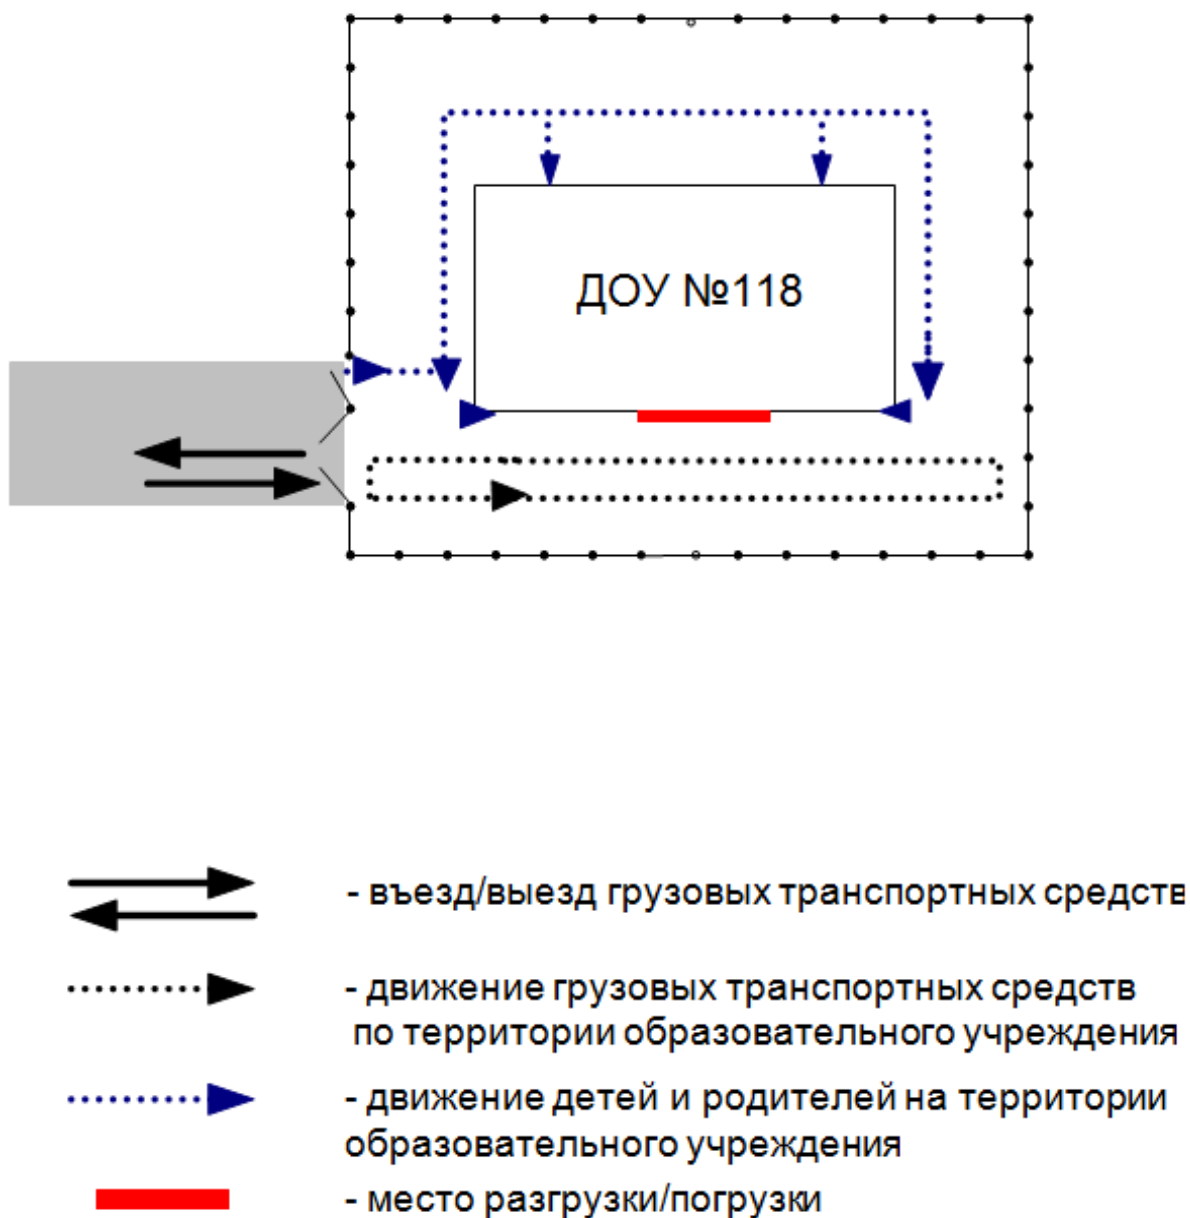 ДОУ №118
- въезд/выезд грузовых транспортных средств
- движение грузовых транспортных средств
по территории образовательного учреждения
- движение детей и родителей на территории
образовательного учреждения
- место разгрузки/погрузки